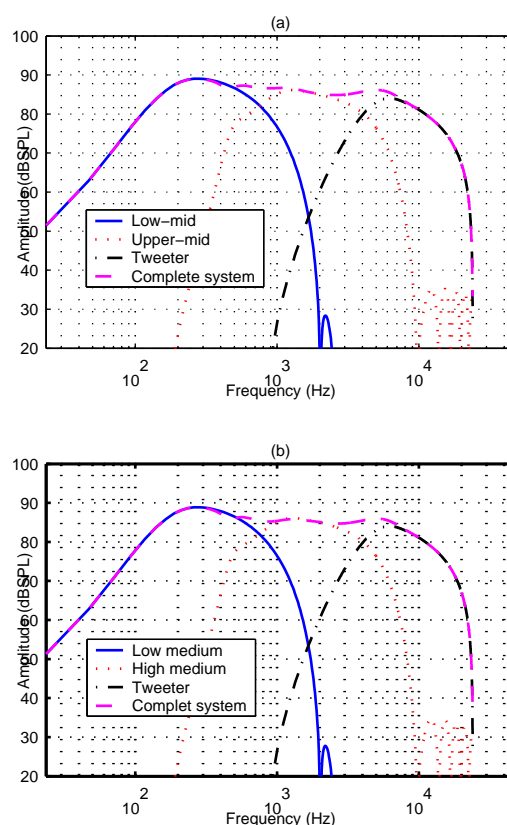 (a)
100
90
80
70
60
50
40
30
20
Amplitude (dBSPL)
Low-mid
Upper-mid
Tweeter
Complete system
10^2
10^3
10^4
Frequency (Hz)
(b)
100
90
80
70
60
50
40
30
20
Amplitude (dBSPL)
Low medium
High medium
Tweeter
Complet system
10^2
10^3
10^4
Frequency (Hz)